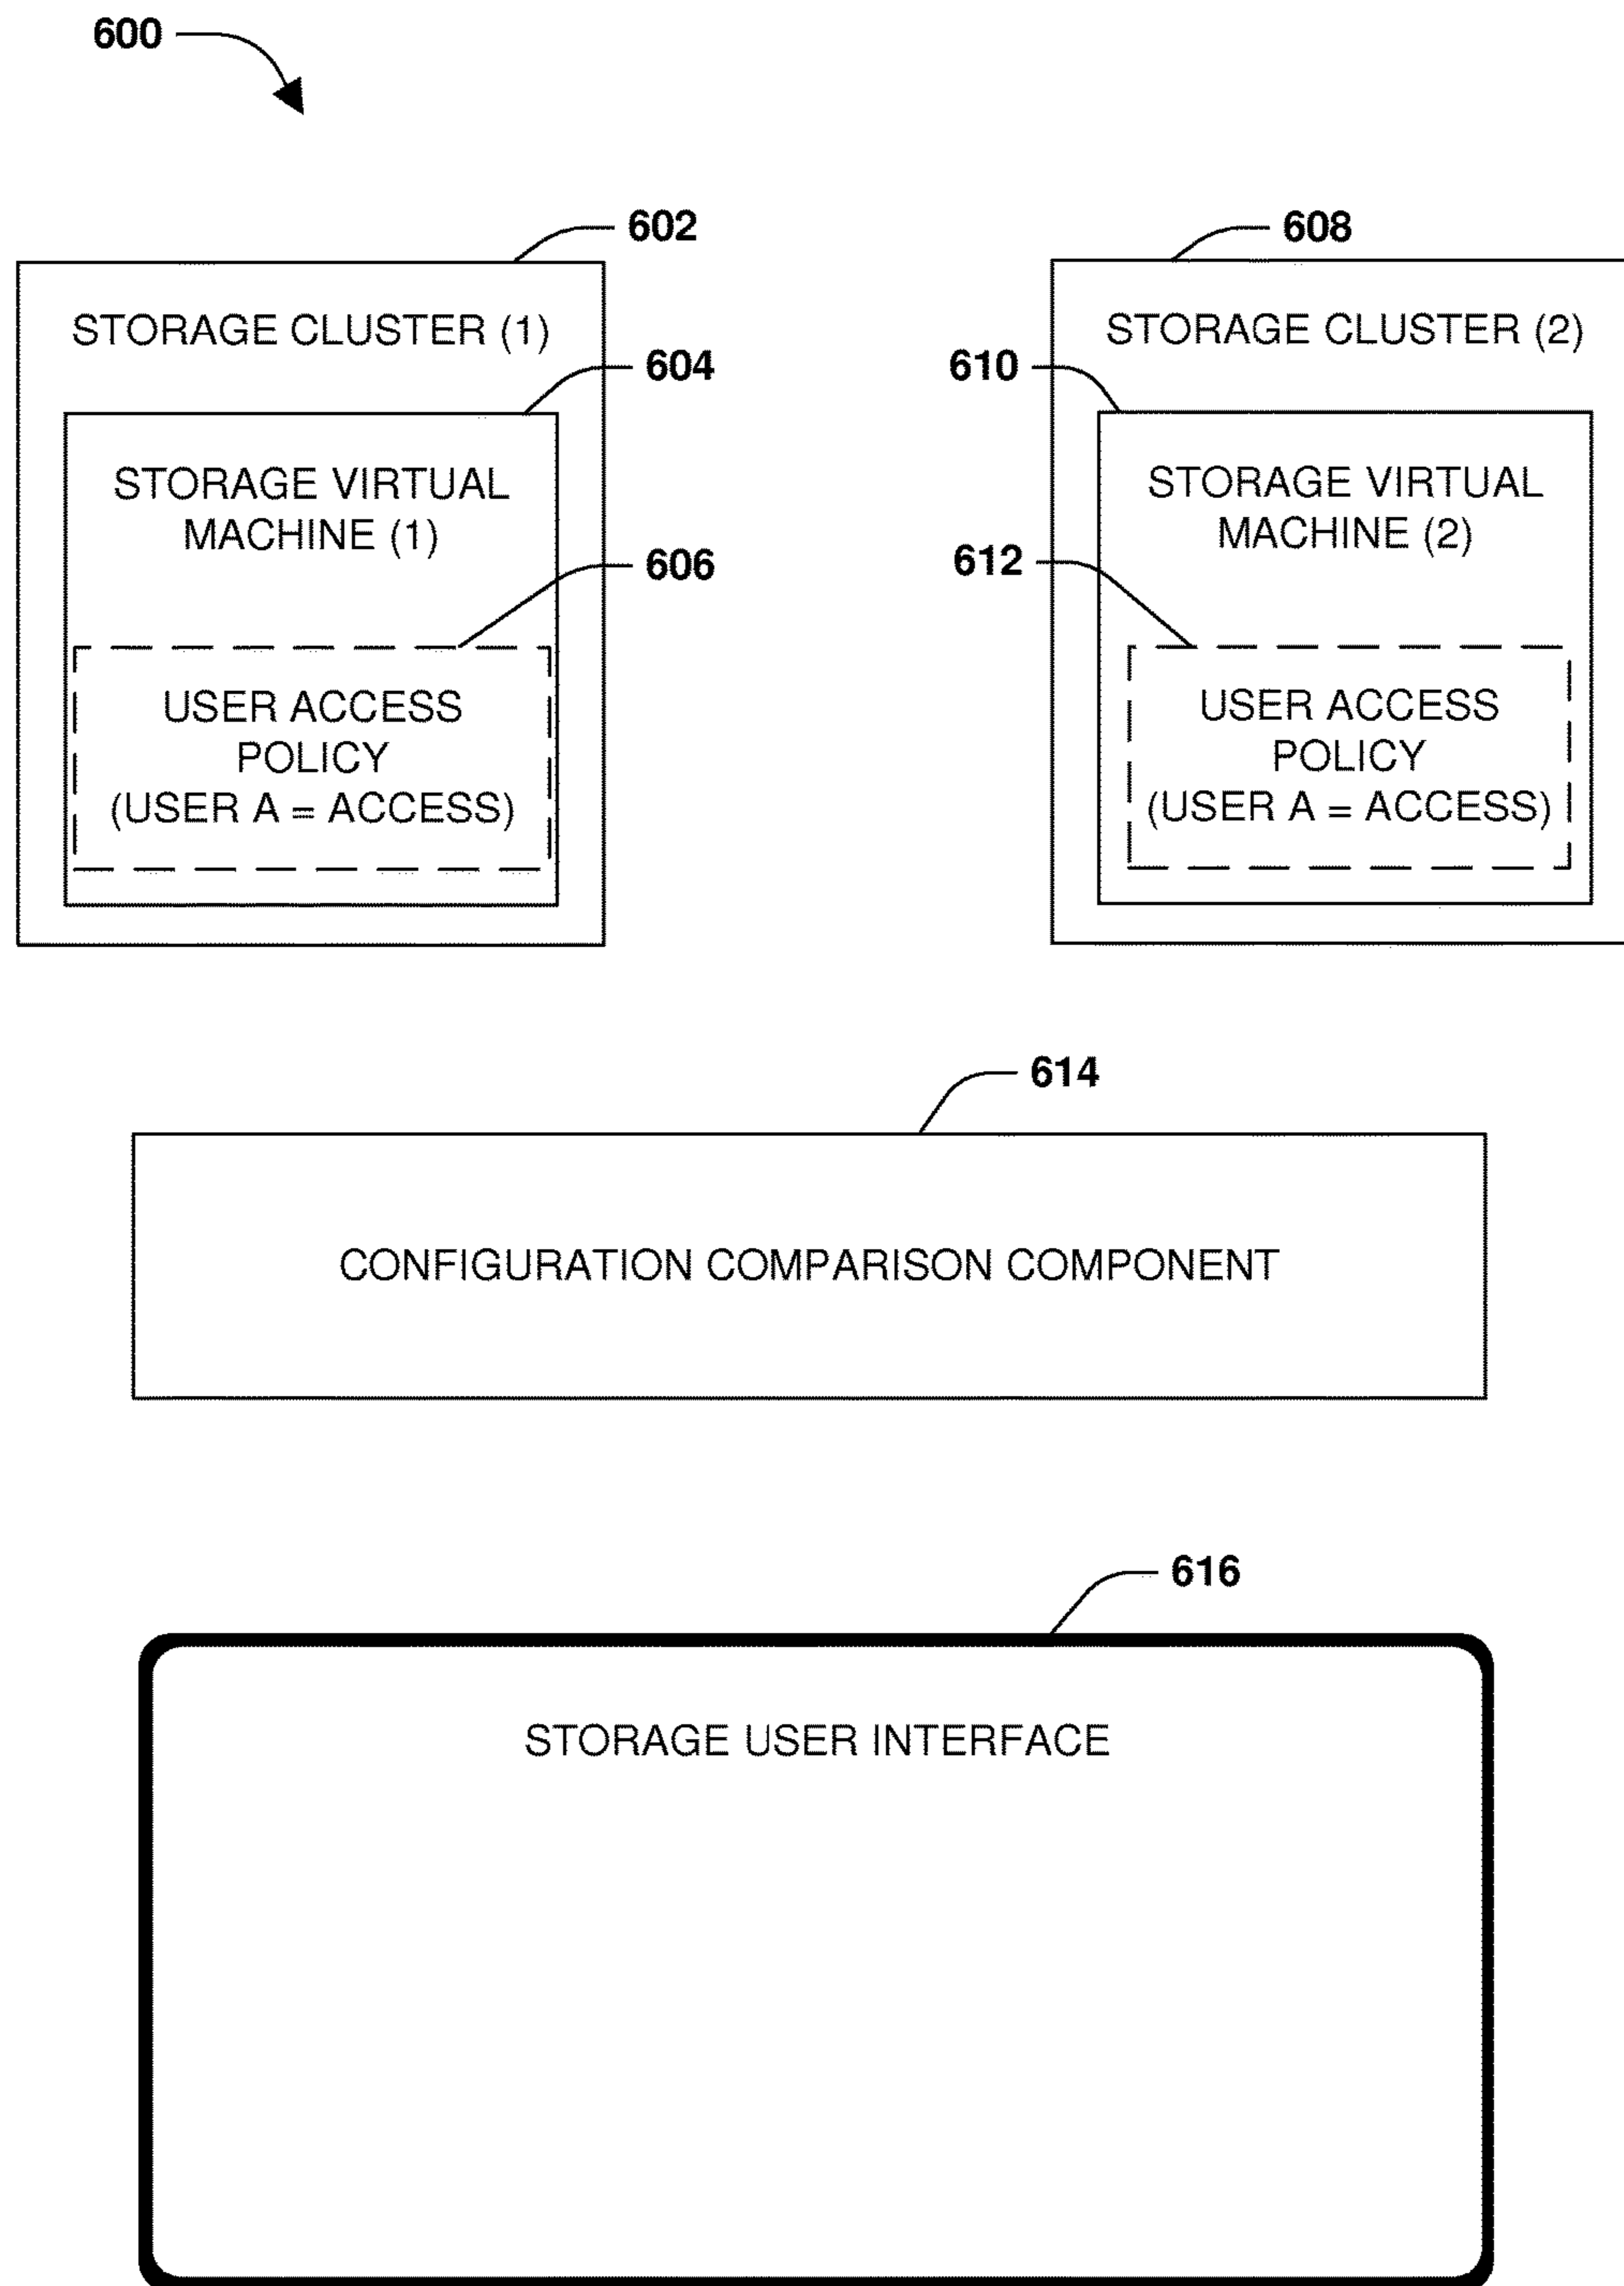 600
602
608
STORAGE CLUSTER (1)
STORAGE CLUSTER (2)
604
610
STORAGE VIRTUAL
MACHINE (1)
STORAGE VIRTUAL
MACHINE (2)
606
612
USER ACCESS
POLICY
(USER A = ACCESS)
USER ACCESS
POLICY
(USER A = ACCESS)
614
CONFIGURATION COMPARISON COMPONENT
616
STORAGE USER INTERFACE